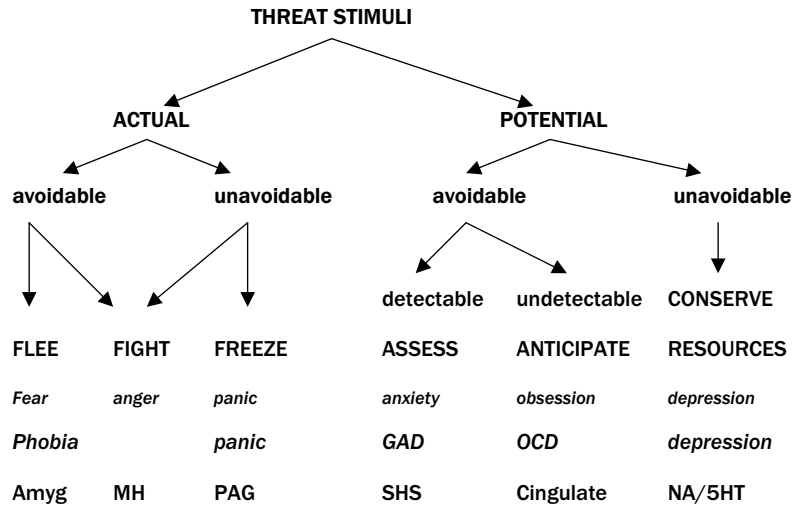 THREAT STIMULI
ACTUAL POTENTIAL
avoidable unavoidable avoidable unavoidable
detectable undetectable CONSERVE
FLEE FIGHT FREEZE ASSESS ANTICIPATE RESOURCES
Fear anger panic anxiety obsession depression
Phobia panic GAD OCD depression
Amyg MH PAG SHS Cingulate NA/5HT